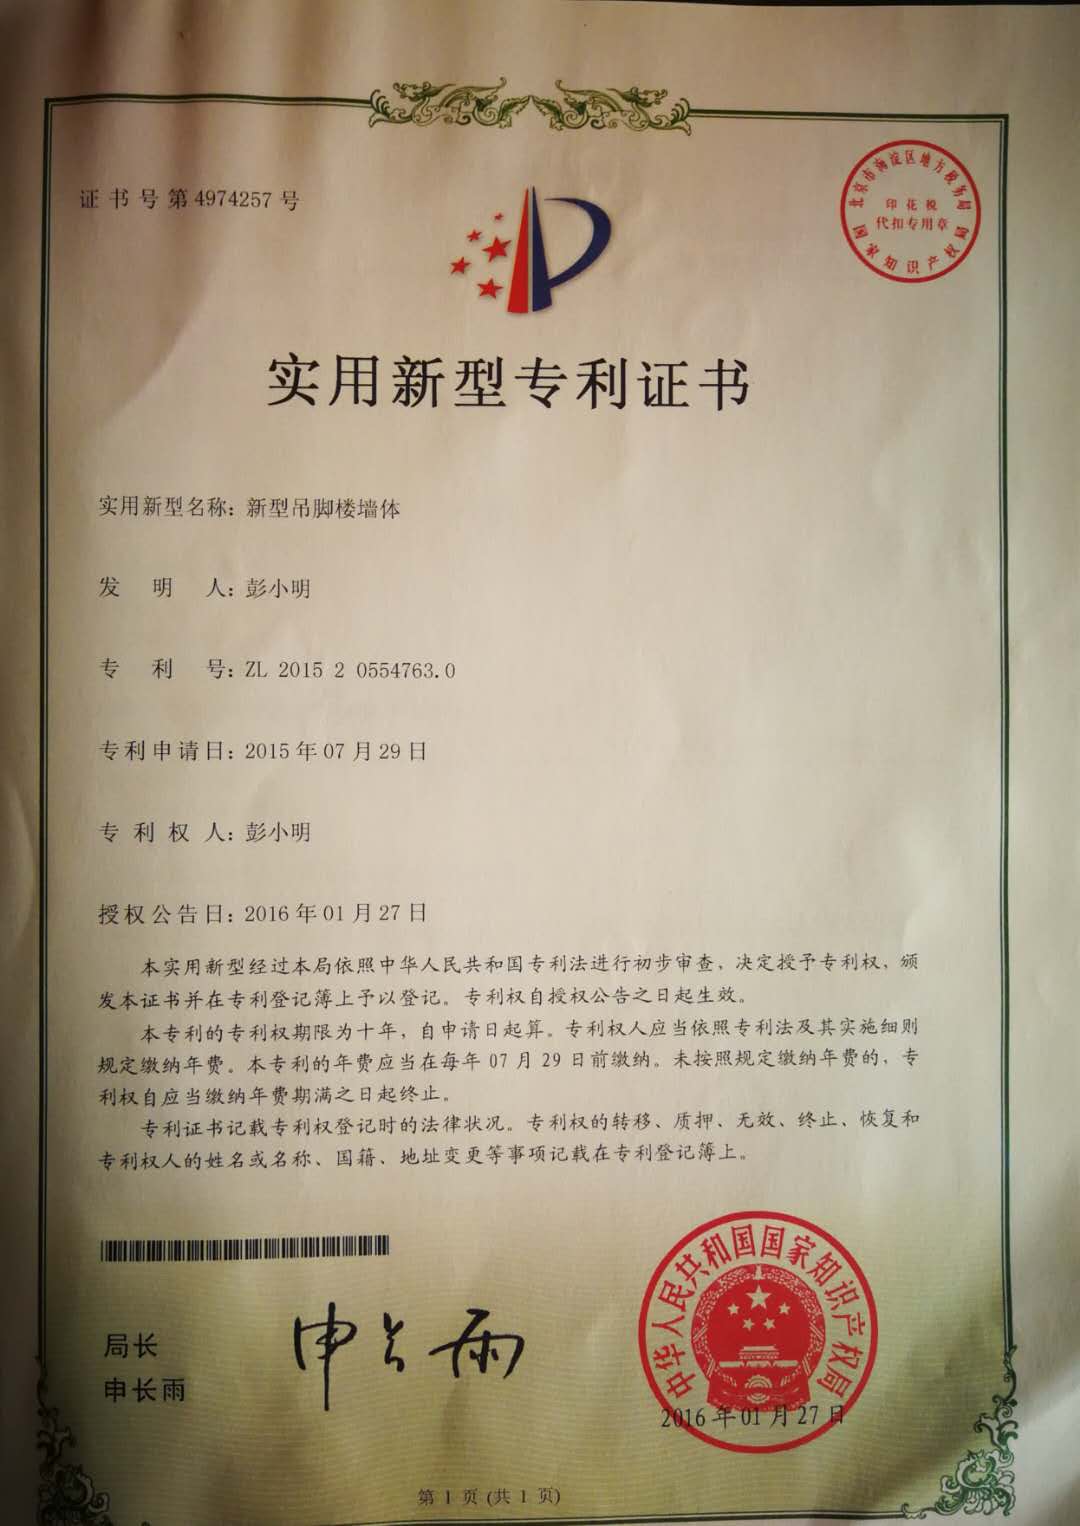 证书号第4974257号
北京市海淀区地方税务局
印花税
代扣专用章
国家知识产权局
实用新型专利证书
实用新型名称：新型吊脚楼墙体
发明人：彭小明
专利号：ZL 2015 2 0554763.0
专利申请日：2015年07月29日
专利权人：彭小明
授权公告日：2016年01月27日
本实用新型经过本局依照中华人民共和国专利法进行初步审查，决定授予专利权，颁
发本证书并在专利登记簿上予以登记。专利权自授权公告之日起生效。
本专利的专利权期限为十年，自申请日起算。专利权人应当依照专利法及其实施细则
规定缴纳年费。本专利的年费应当在每年07月29日前缴纳。未按照规定缴纳年费的，专
利权自应当缴纳年费期满之日起终止。
专利证书记载专利权登记时的法律状况。专利权的转移、质押、无效、终止、恢复和
专利权人的姓名或名称、国籍、地址变更等事项记载在专利登记簿上。
局长
申长雨
申长雨
中华人民共和国国家知识产权局
2016年01月27日
第1页(共1页)